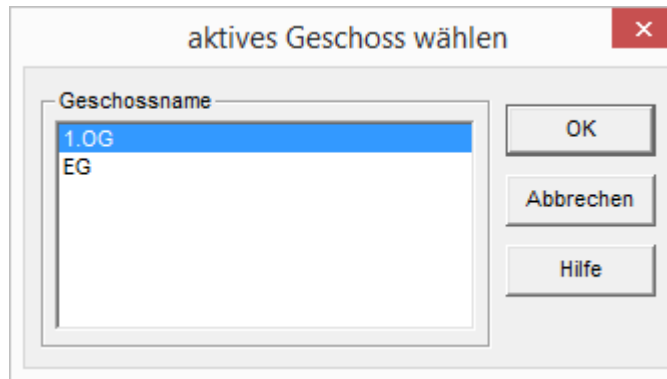 aktives Geschoss wählen
Geschossname
1.OG
EG
OK
Abbrechen
Hilfe